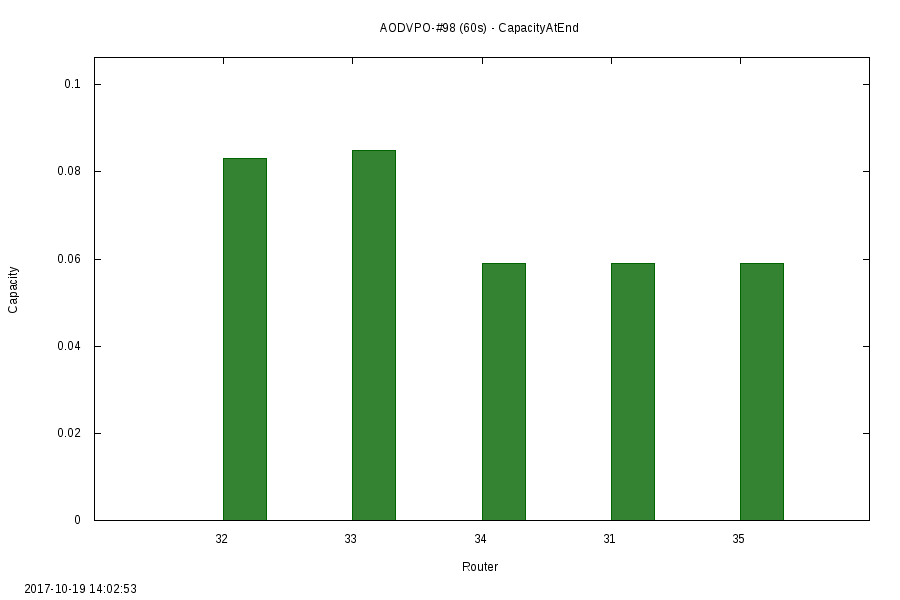 AODVPO-#98 (60s) - CapacityAtEnd
0.1
0.08
0.06
0.04
0.02
0
Capacity
32 33 34 31 35
Router
2017-10-19 14:02:53